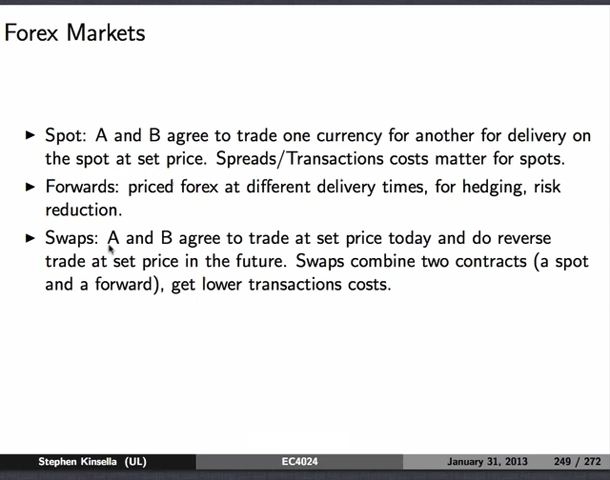 Forex Markets
▶ Spot: A and B agree to trade one currency for another for delivery on
the spot at set price. Spreads/Transactions costs matter for spots.
▶ Forwards: priced forex at different delivery times, for hedging, risk
reduction.
▶ Swaps: A and B agree to trade at set price today and do reverse
trade at set price in the future. Swaps combine two contracts (a spot
and a forward), get lower transactions costs.
Stephen Kinsella (UL) EC4024 January 31, 2013 249 / 272